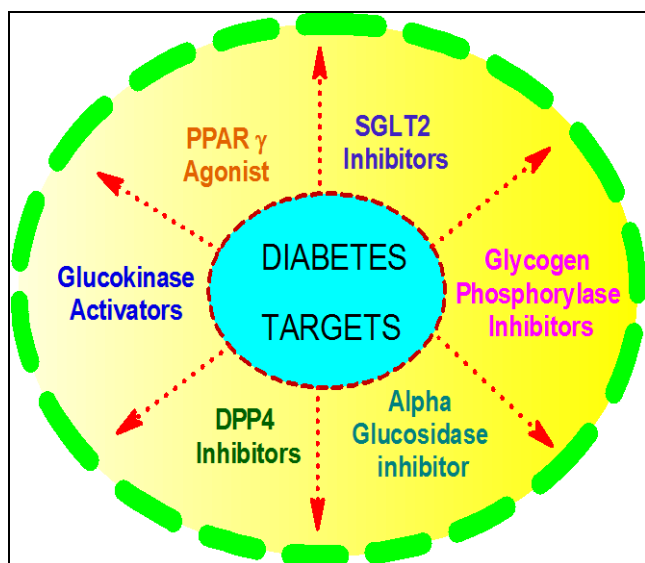 PPAR γ
Agonist
SGLT2
Inhibitors
Glucokinase
Activators
DIABETES
TARGETS
Glycogen
Phosphorylase
Inhibitors
DPP4
Inhibitors
Alpha
Glucosidase
inhibitor